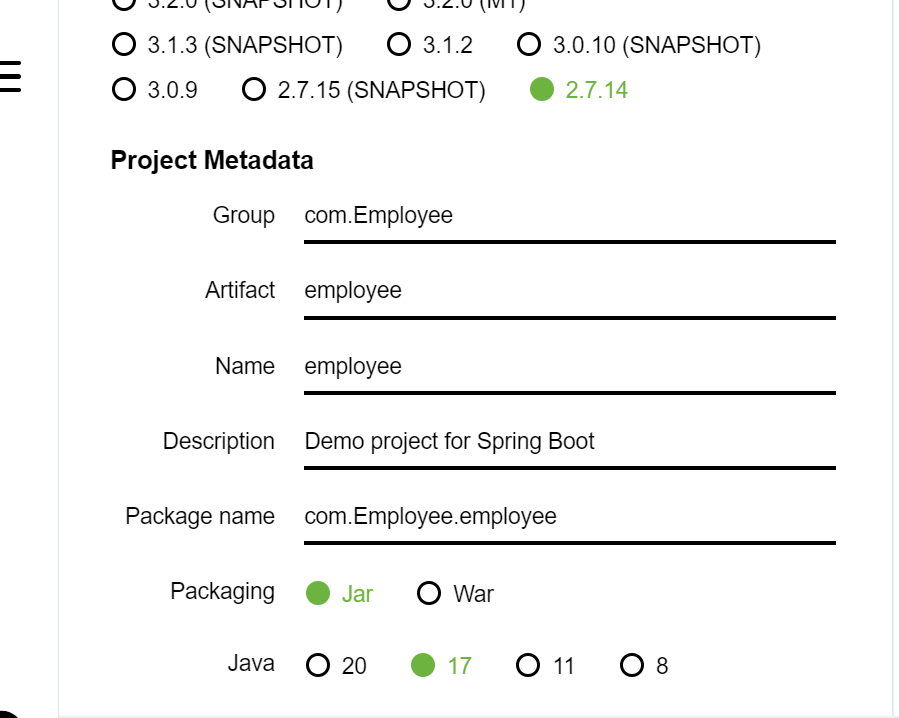 3.2.0 (SNAPSHOT) 3.2.0 (M1)
3.1.3 (SNAPSHOT) 3.1.2 3.0.10 (SNAPSHOT)
3.0.9 2.7.15 (SNAPSHOT) 2.7.14
Project Metadata
Group com.Employee
Artifact employee
Name employee
Description Demo project for Spring Boot
Package name com.Employee.employee
Packaging Jar War
Java 20 17 11 8